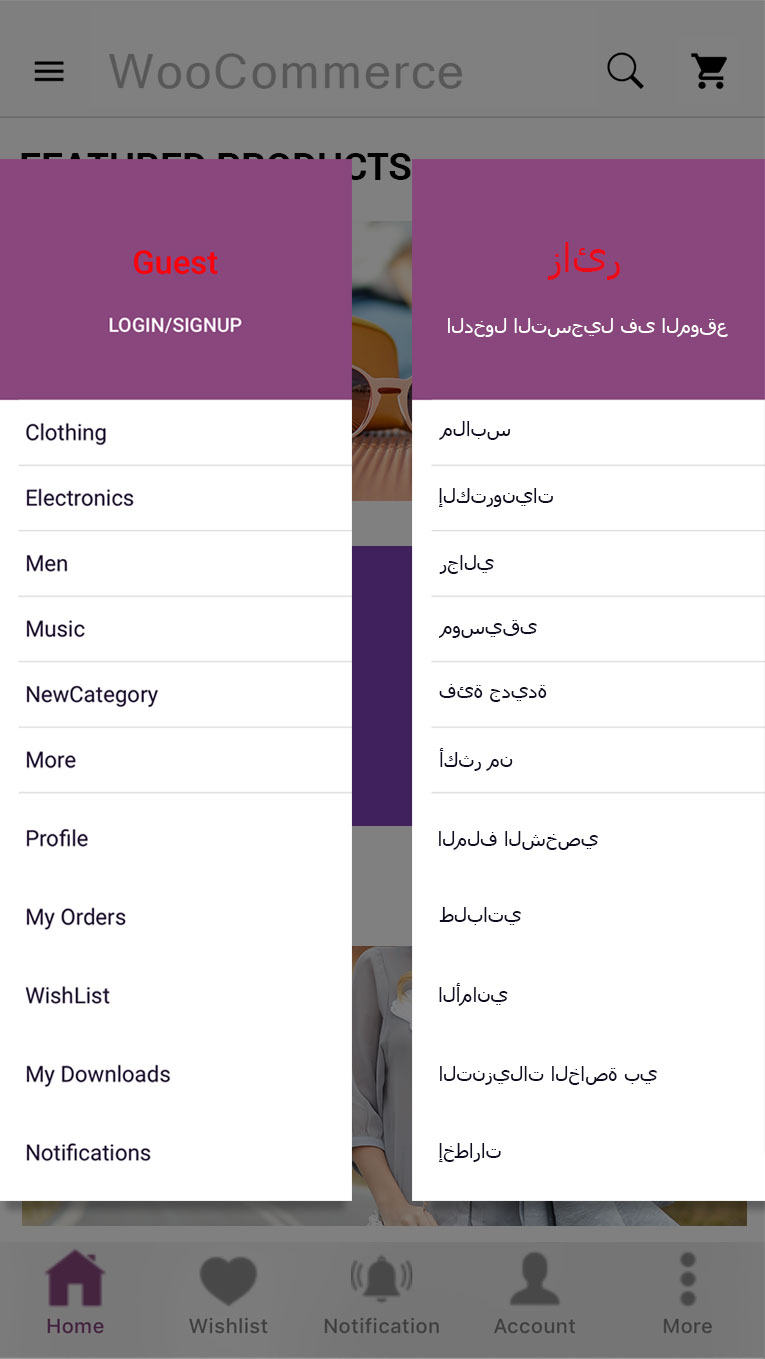 WooCommerce
FEATURED PRODUCTS
Guest
LOGIN/SIGNUP
Clothing
Electronics
Men
Music
NewCategory
More
Profile
My Orders
WishList
My Downloads
Notifications
زائر
الدخول التسجيل فى الموقع
ملابس
إلكترونيات
رجالي
موسيقى
فئة جديدة
أكثر من
الملف الشخصي
طلباتي
الأماني
التنزيلات الخاصة بي
إخطارات
Home
Wishlist
Notification
Account
More